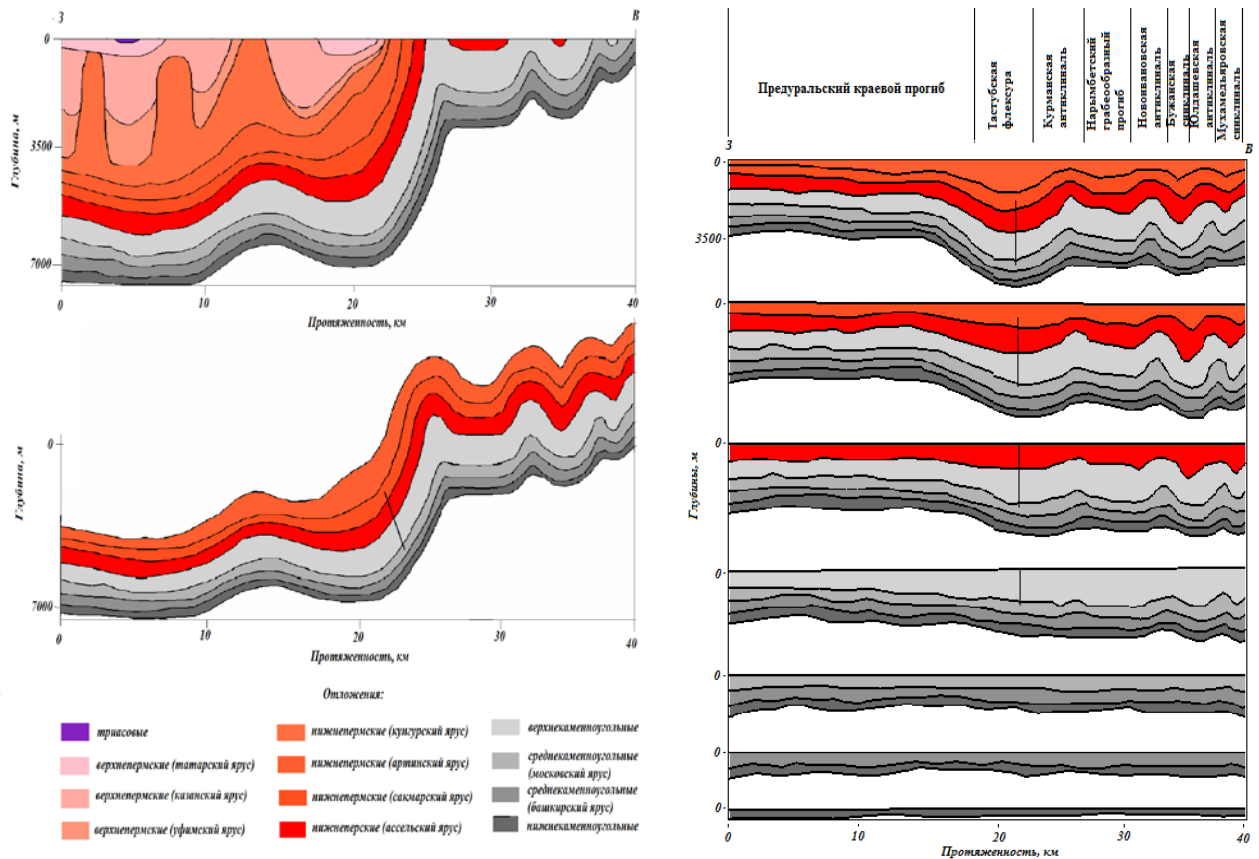 З
В
0
3500
7000
Глубина, м
0
10
20
30
40
Протяженность, км
0
7000
Глубина, м
0
10
20
30
40
Протяженность, км
Отложения:
триасовые
верхнепермские (татарский ярус)
верхнепермские (казанский ярус)
верхнепермские (уфимский ярус)
нижнепермские (кунгурский ярус)
нижнепермские (артинский ярус)
нижнепермские (сакмарский ярус)
нижнеперские (ассельский ярус)
верхнекаменноугольные
среднекаменноугольные
(московский ярус)
среднекаменноугольные
(башкирский ярус)
нижнекаменноугольные
Предуральский краевой прогиб
Тастубская
флексура
Курманская
антиклиналь
Нарымбетский
грабеообразный
прогиб
Новоивановская
антиклиналь
Бужанская
синклиналь
Юлдашевская
антиклиналь
Мухамедьяровская
синклиналь
З
В
0
3500
0
0
0
0
0
0
Глубины, м
0
10
20
30
40
Протяженность, км